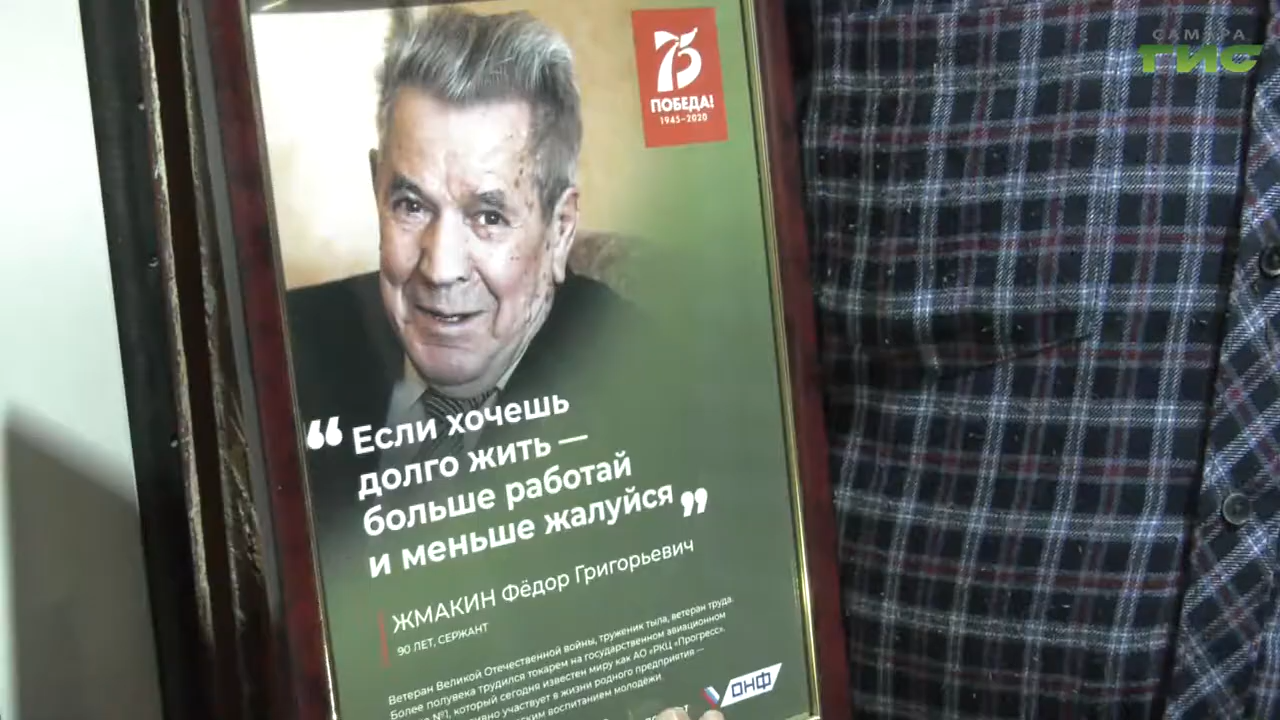 САМАРА
ГИС
75
ПОБЕДА!
1945–2020
“ Если хочешь
долго жить —
больше работай
и меньше жалуйся ”
ЖМАКИН Фёдор Григорьевич
90 ЛЕТ, СЕРЖАНТ
Ветеран Великой Отечественной войны, труженик тыла, ветеран труда.
Более полувека трудился токарем на государственном авиационном
№1, который сегодня известен миру как АО «РКЦ «Прогресс».
участвует в жизни родного предприятия —
воспитанием молодёжи
ОНФ